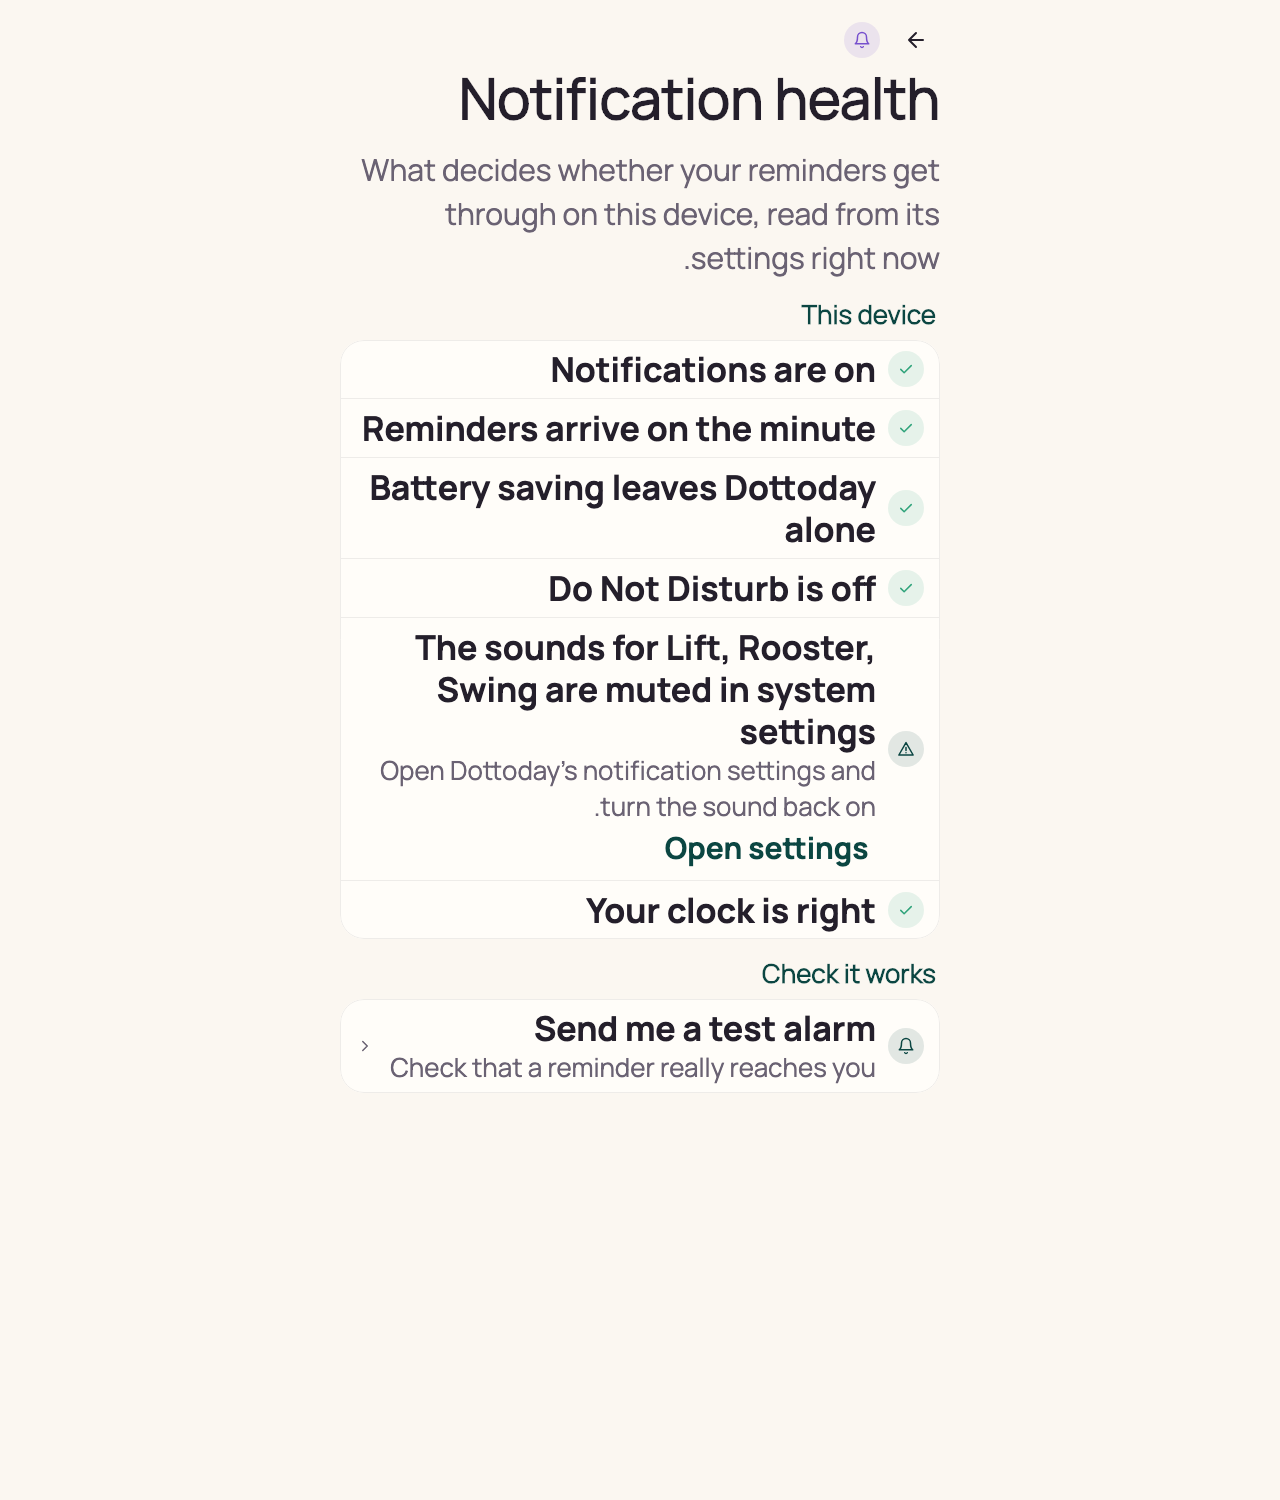 Notification health
What decides whether your reminders get
through on this device, read from its
settings right now.
This device
Notifications are on
Reminders arrive on the minute
Battery saving leaves Dottoday
alone
Do Not Disturb is off
The sounds for Lift, Rooster,
Swing are muted in system
settings
Open Dottoday’s notification settings and
turn the sound back on.
Open settings
Your clock is right
Check it works
Send me a test alarm
Check that a reminder really reaches you